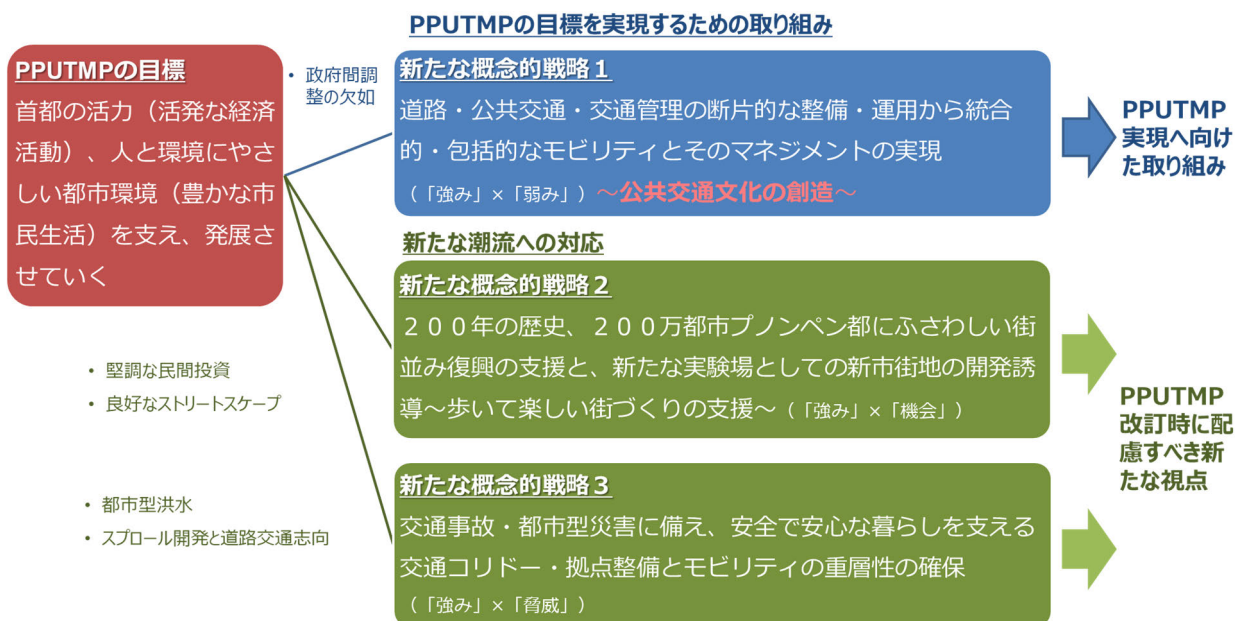 PPUTMPの目標を実現するための取り組み
PPUTMPの目標
首都の活力（活発な経済
活動）、人と環境にやさ
しい都市環境（豊かな市
民生活）を支え、発展さ
せていく
• 政府間調
整の欠如
新たな概念的戦略１
道路・公共交通・交通管理の断片的な整備・運用から統合
的・包括的なモビリティとそのマネジメントの実現
（「強み」×「弱み」）～公共交通文化の創造～
PPUTMP
実現へ向け
た取り組み
新たな潮流への対応
新たな概念的戦略２
２００年の歴史、２００万都市プノンペン都にふさわしい街
並み復興の支援と、新たな実験場としての新市街地の開発誘
導～歩いて楽しい街づくりの支援～（「強み」×「機会」）
• 堅調な民間投資
• 良好なストリートスケープ
PPUTMP
改訂時に配
慮すべき新
たな視点
• 都市型洪水
• スプロール開発と道路交通志向
新たな概念的戦略３
交通事故・都市型災害に備え、安全で安心な暮らしを支える
交通コリドー・拠点整備とモビリティの重層性の確保
（「強み」×「脅威」）